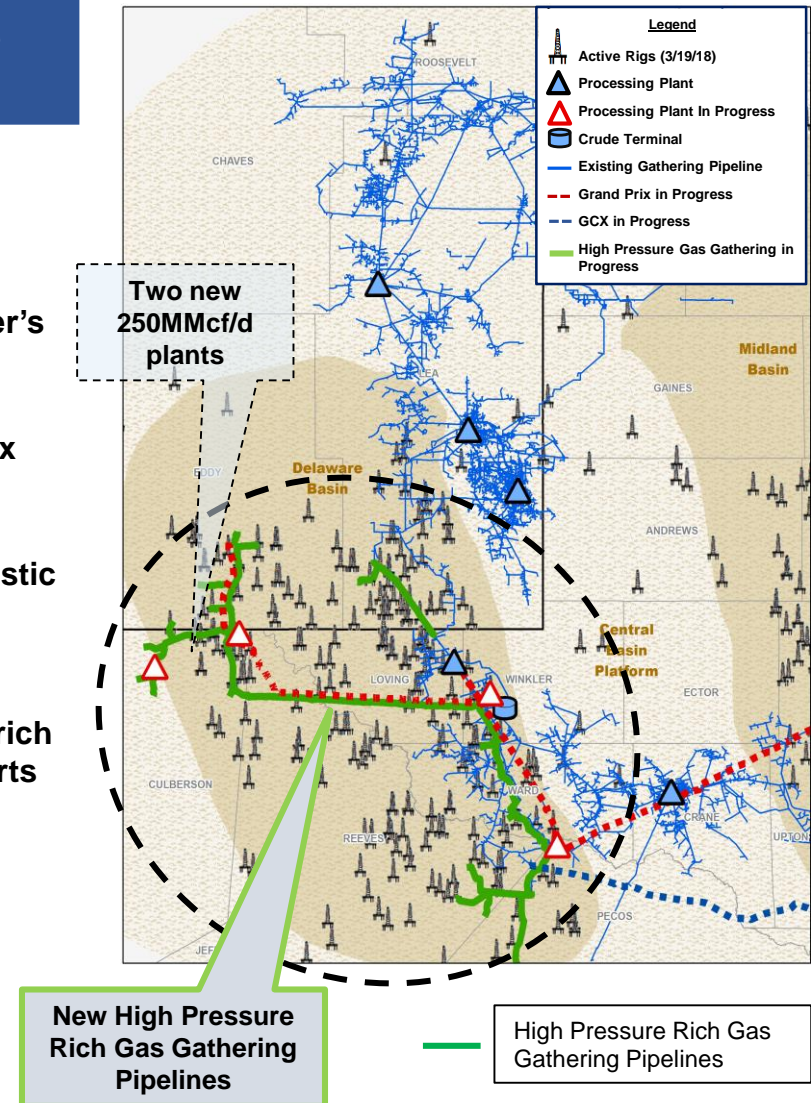 Legend
Active Rigs (3/19/18)
Processing Plant
Processing Plant In Progress
Crude Terminal
Existing Gathering Pipeline
Grand Prix in Progress
GCX in Progress
High Pressure Gas Gathering in
Progress
ROOSEVELT
CHAVES
Two new
250MMcf/d
plants
er's
LEA
Midland
Basin
GAINES
x
EDDY
Delaware
Basin
ANDREWS
stic
Central
Basin
Platform
LOVING
WINKLER
ECTOR
rich
rts
CULBERSON
WARD
CRANE
REEVES
UPTON
PECOS
JEF
New High Pressure
Rich Gas Gathering
Pipelines
High Pressure Rich Gas
Gathering Pipelines